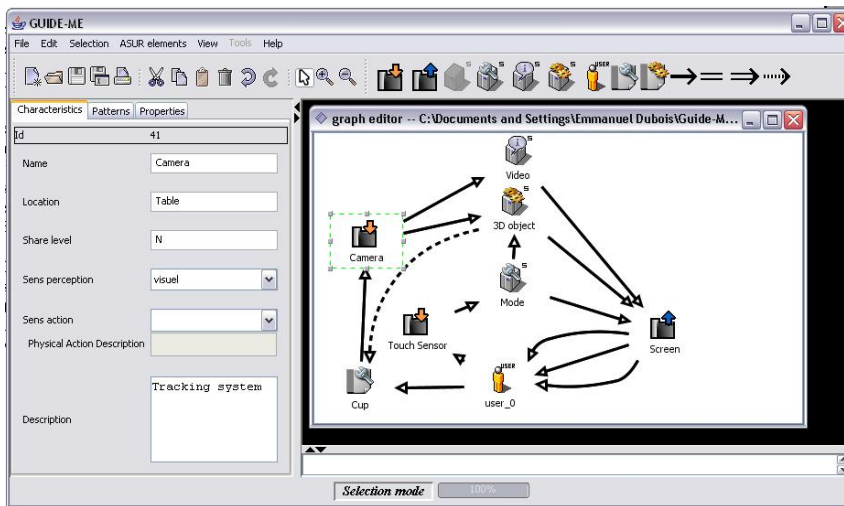 GUIDE-ME
File Edit Selection ASUR elements View Tools Help
S S S S USER S S
Characteristics Patterns Properties
Id 41
Name Camera
Location Table
Share level N
Sens perception visuel
Sens action
Physical Action Description
Description Tracking system
graph editor -- C:\Documents and Settings\Emmanuel Dubois\Guide-M...
S
Video
S
3D object
Camera
S
Mode
Touch Sensor
Screen
Cup
USER
user_0
Selection mode 100%